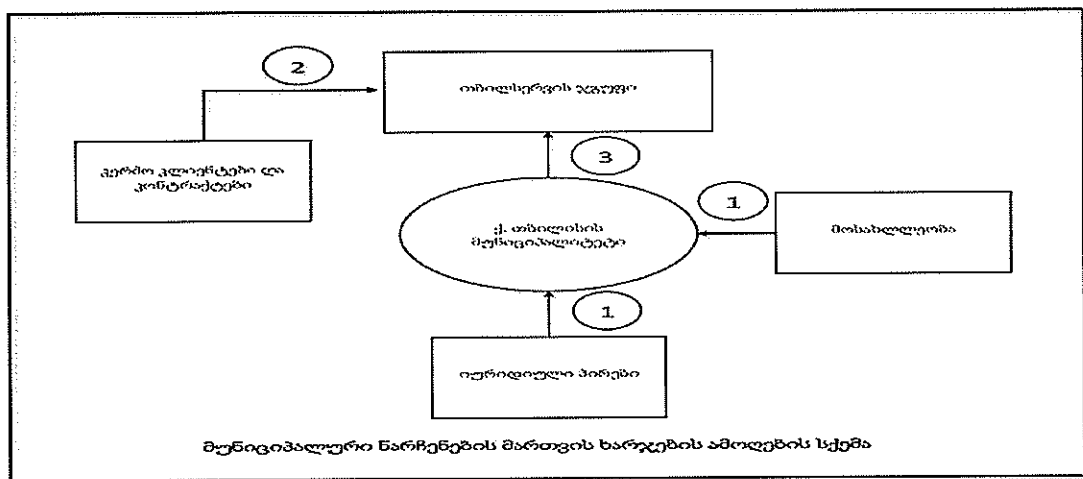 2
თბილსერვის ჯგუფი
კერძო კლიენტები და
კონტრაქტები
3
1
ქ. თბილისის
მუნიციპალიტეტი
მოსახლეობა
1
იურიდიული პირები
მუნიციპალური ნარჩენების მართვის ხარჯების ამოღების სქემა